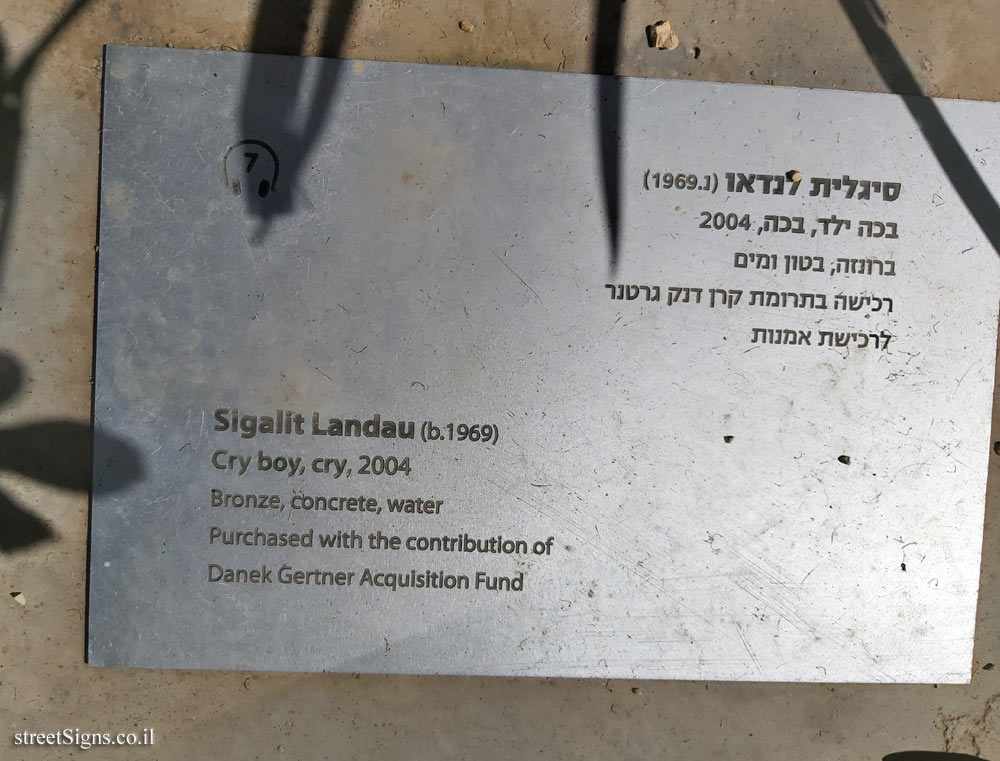 7
סיגלית לנדאו (נ.1969)
בכה ילד, בכה, 2004
ברונזה, בטון ומים
רכישה בתרומת קרן דנק גרטנר
לרכישת אמנות
Sigalit Landau (b.1969)
Cry boy, cry, 2004
Bronze, concrete, water
Purchased with the contribution of
Danek Gertner Acquisition Fund
streetSigns.co.il